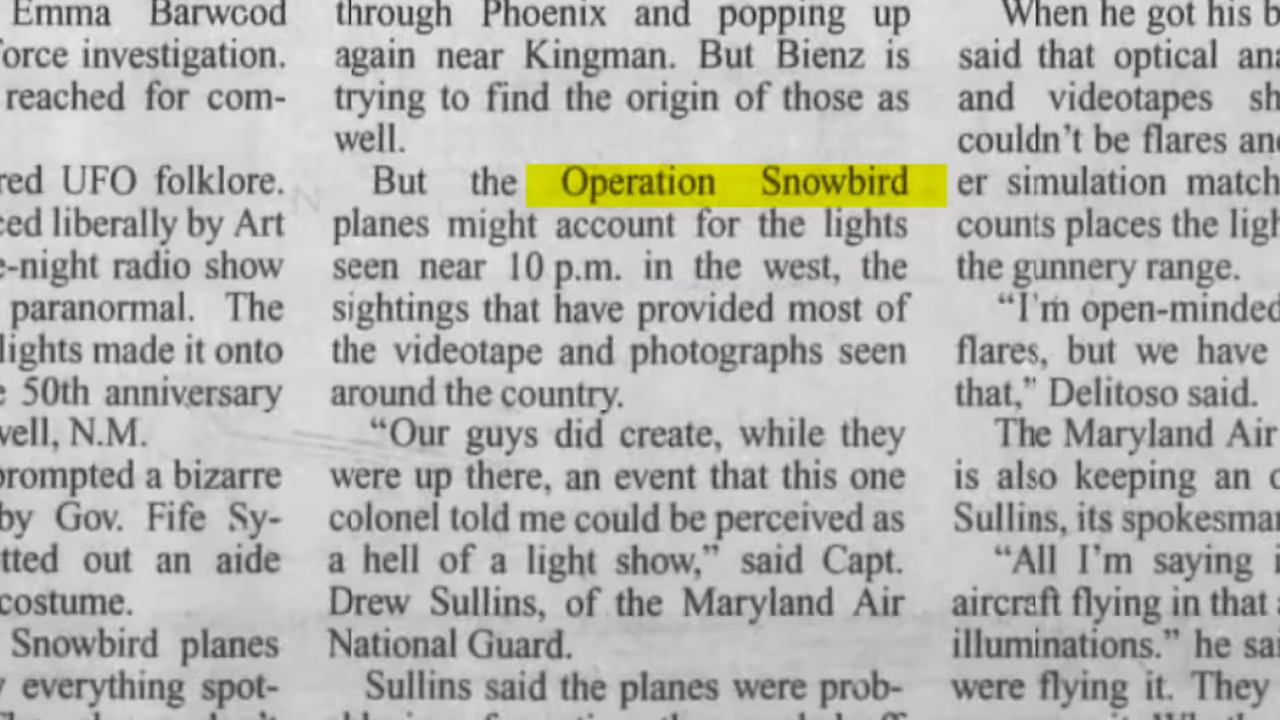 Emma Barwood
orce investigation.
reached for com-
red UFO folklore.
ced liberally by Art
e-night radio show
paranormal. The
lights made it onto
50th anniversary
well, N.M.
prompted a bizarre
by Gov. Fife Sy-
tted out an aide
costume.
Snowbird planes
everything spot-
through Phoenix and popping up
again near Kingman. But Bienz is
trying to find the origin of those as
well.
But the Operation Snowbird
planes might account for the lights
seen near 10 p.m. in the west, the
sightings that have provided most of
the videotape and photographs seen
around the country.
“Our guys did create, while they
were up there, an event that this one
colonel told me could be perceived as
a hell of a light show,” said Capt.
Drew Sullins, of the Maryland Air
National Guard.
Sullins said the planes were prob-
When he got his b
said that optical ana
and videotapes sh
couldn’t be flares and
er simulation match
counts places the ligh
the gunnery range.
“I’m open-minded
flares, but we have
that,” Delitoso said.
The Maryland Air
is also keeping an o
Sullins, its spokesman
“All I’m saying i
aircraft flying in that
illuminations.” he sai
were flying it. They